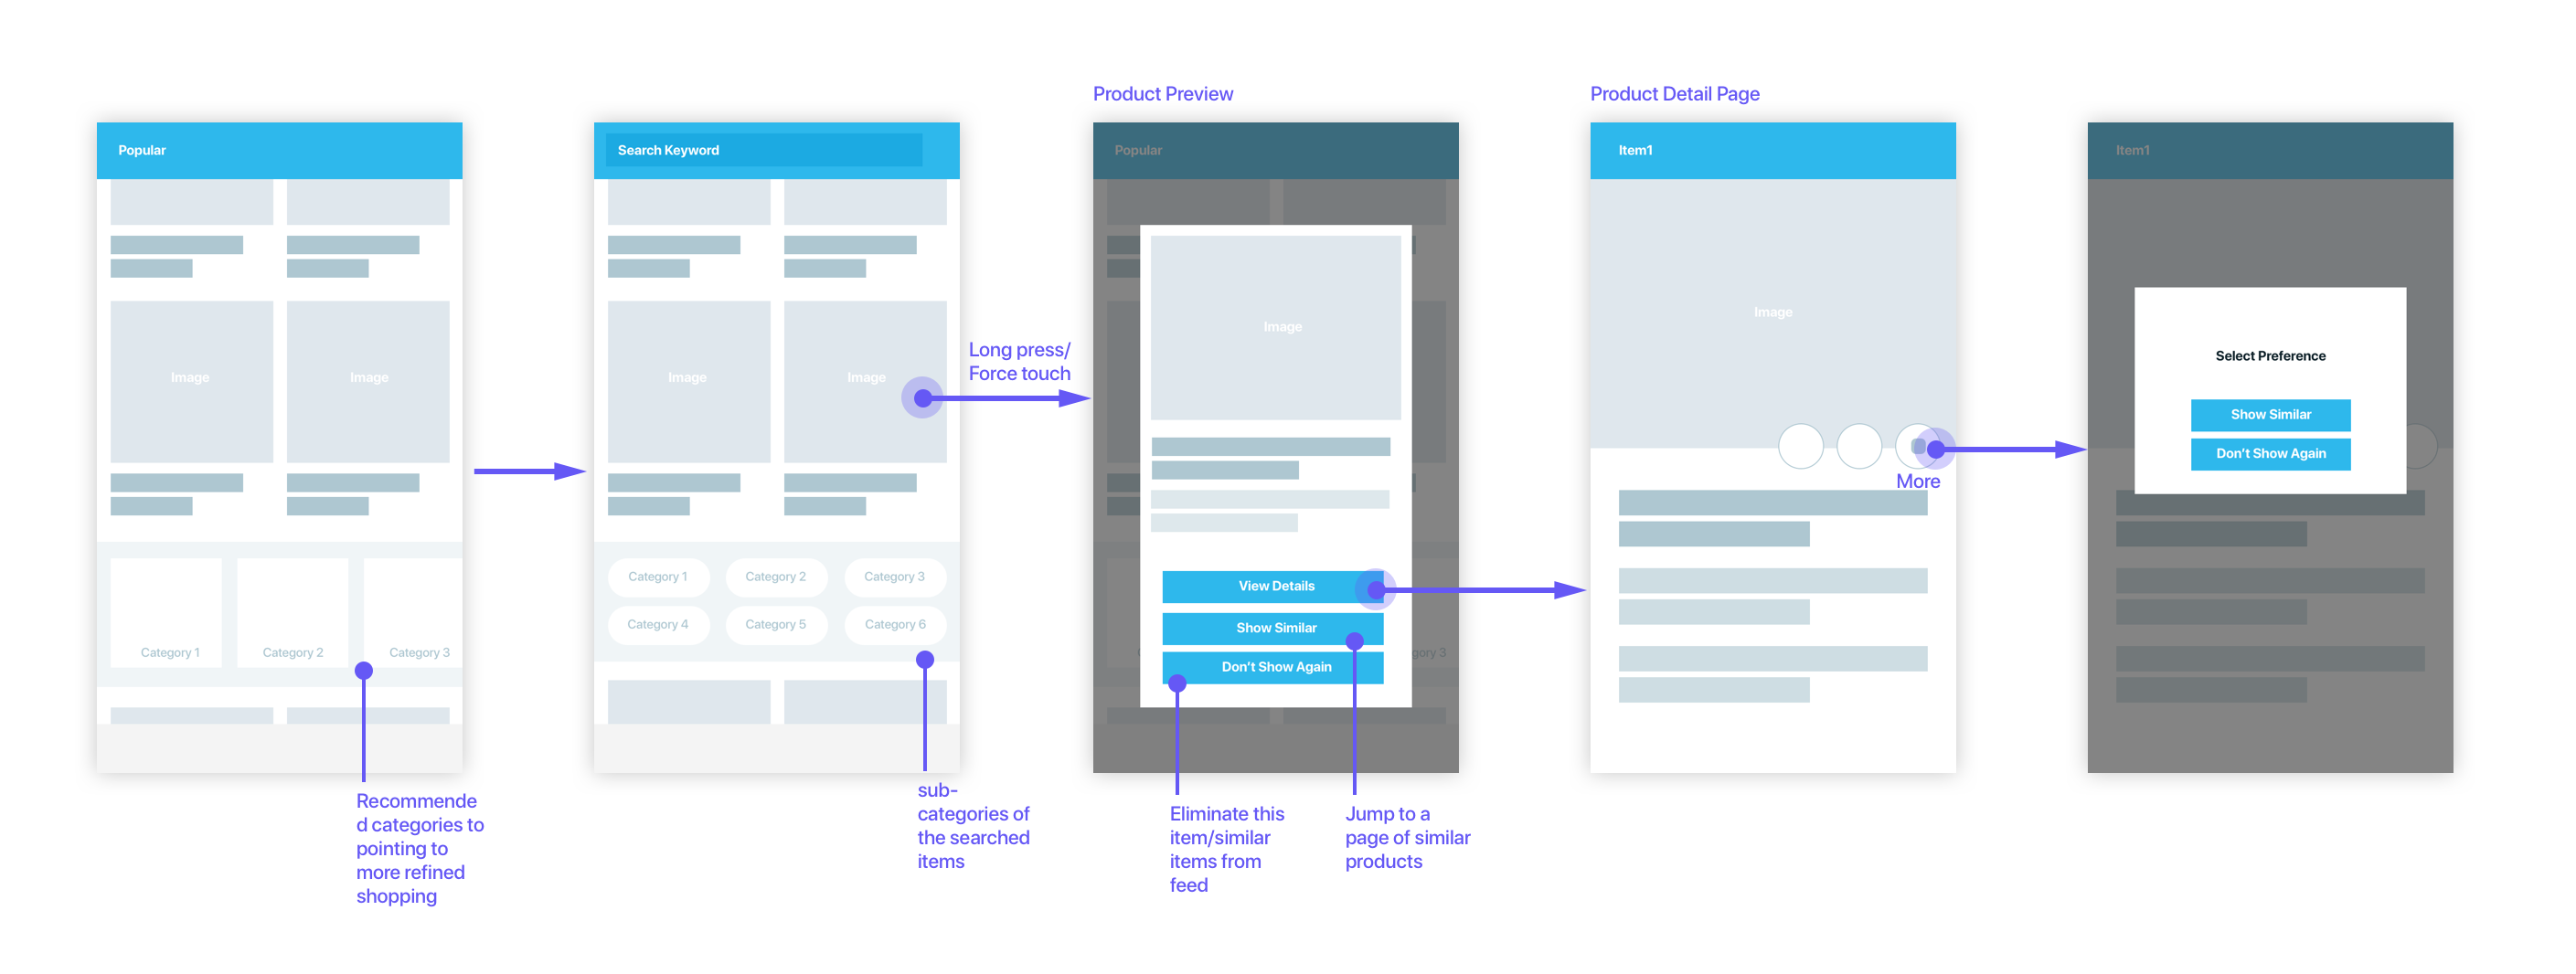 Popular
Image
Image
Category 1
Category 2
Category 3
Recommende
d categories to
pointing to
more refined
shopping
Search Keyword
Image
Image
Category 1
Category 2
Category 3
Category 4
Category 5
Category 6
sub-
categories of
the searched
items
Long press/
Force touch
Product Preview
Popular
Image
View Details
Show Similar
Don't Show Again
gory 3
Eliminate this
item/similar
items from
feed
Jump to a
page of similar
products
Product Detail Page
Item1
Image
More
Item1
Select Preference
Show Similar
Don't Show Again